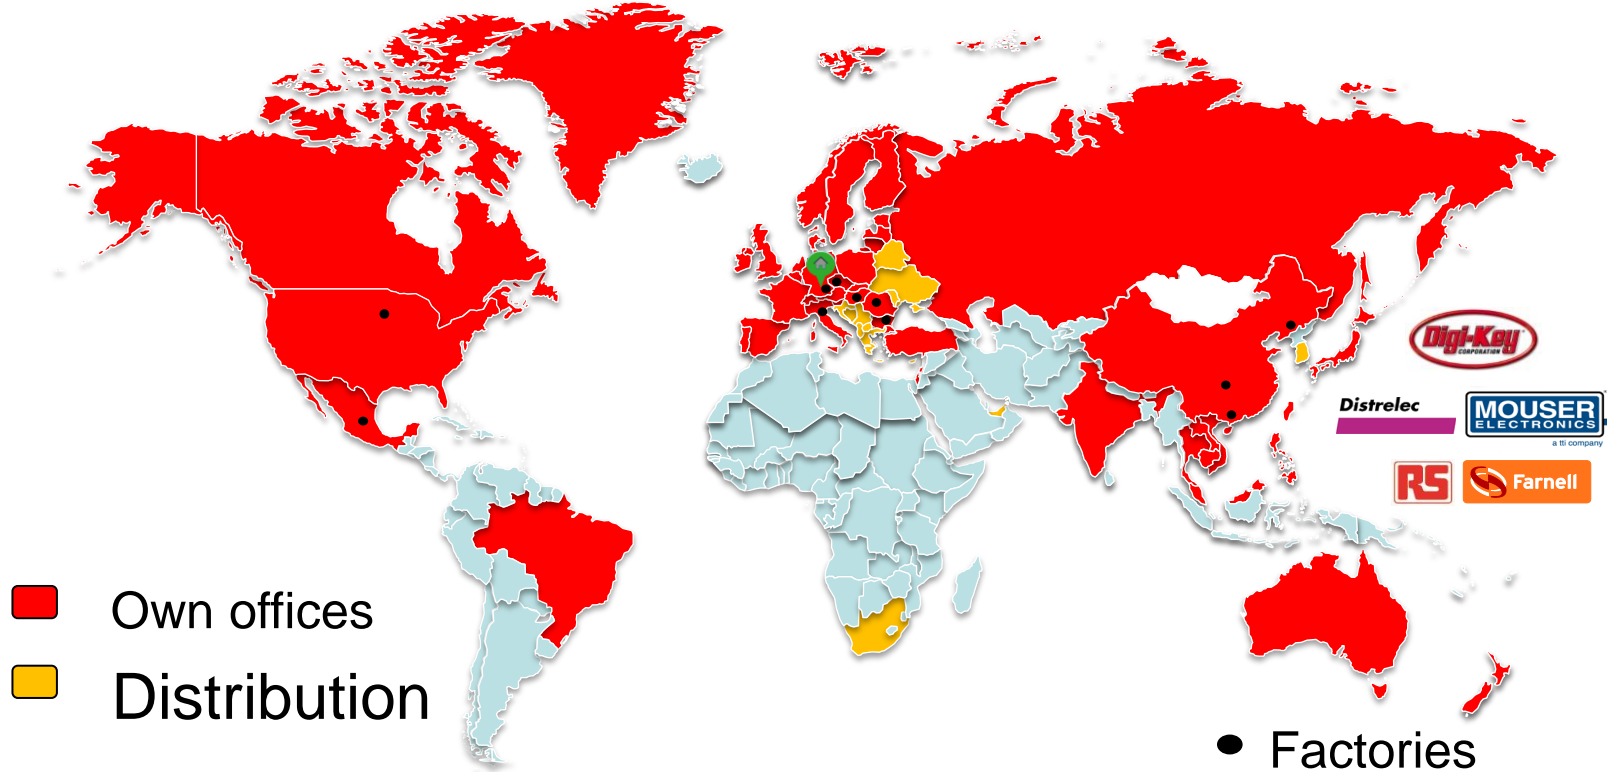 Digi-Key
CORPORATION
Distrelec
MOUSER
ELECTRONICS
a tti company
RS
Farnell
Own offices
Distribution
Factories